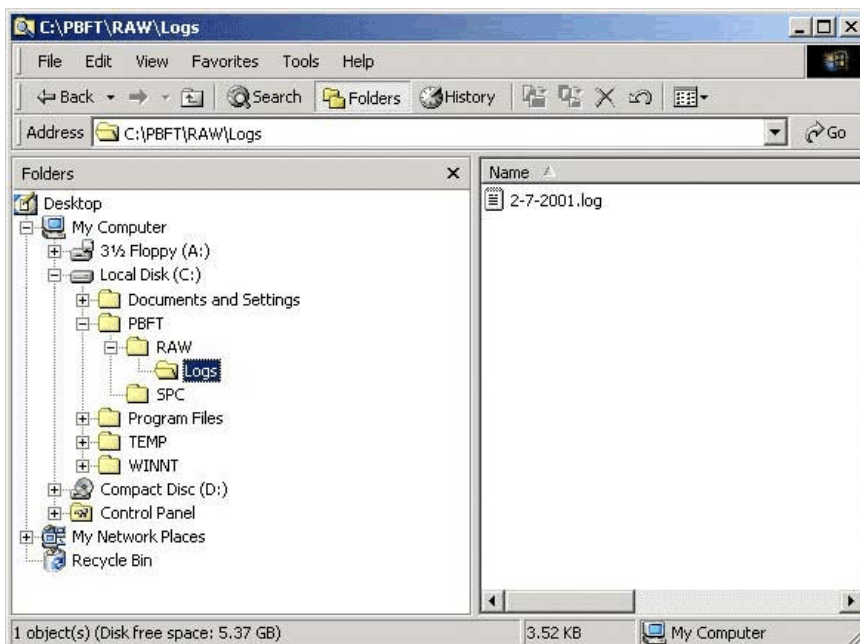 C:\PBFT\RAW\Logs
File Edit View Favorites Tools Help
Back Search Folders History
Address C:\PBFT\RAW\Logs Go
Folders
Desktop
My Computer
3½ Floppy (A:)
Local Disk (C:)
Documents and Settings
PBFT
RAW
Logs
SPC
Program Files
TEMP
WINNT
Compact Disc (D:)
Control Panel
My Network Places
Recycle Bin
Name
2-7-2001.log
1 object(s) (Disk free space: 5.37 GB) 3.52 KB My Computer